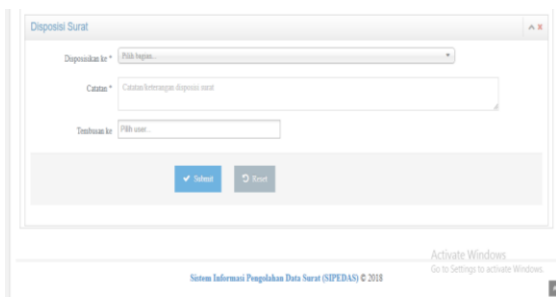 Disposisi Surat
Disposisikan ke *
Pilih bagian...
Catatan *
Catatan/keterangan disposisi surat
Tembusan ke
Pilih user...
Submit
Reset
Activate Windows
Go to Settings to activate Windows.
Sistem Informasi Pengolahan Data Surat (SIPEDAS) © 2018